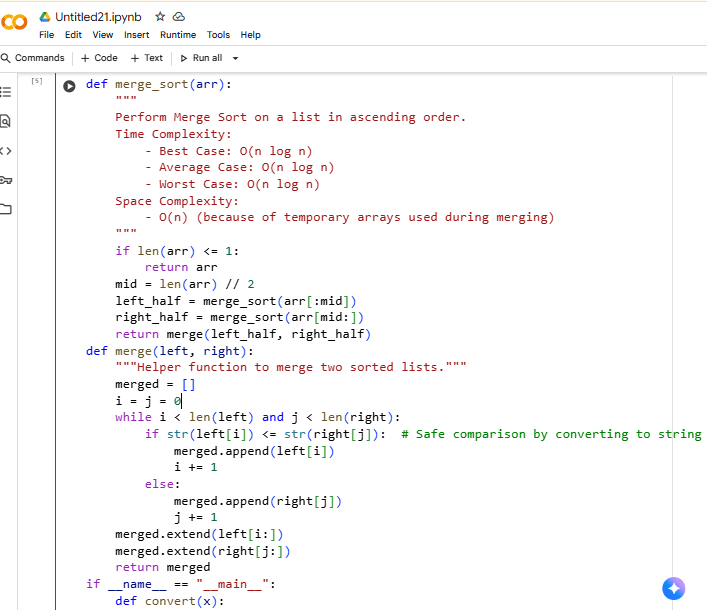 Untitled21.ipynb
File Edit View Insert Runtime Tools Help
Commands + Code + Text Run all
[5]
def merge_sort(arr):
    """
    Perform Merge Sort on a list in ascending order.
    Time Complexity:
        - Best Case: O(n log n)
        - Average Case: O(n log n)
        - Worst Case: O(n log n)
    Space Complexity:
        - O(n) (because of temporary arrays used during merging)
    """
    if len(arr) <= 1:
        return arr
    mid = len(arr) // 2
    left_half = merge_sort(arr[:mid])
    right_half = merge_sort(arr[mid:])
    return merge(left_half, right_half)
def merge(left, right):
    """Helper function to merge two sorted lists."""
    merged = []
    i = j = 0
    while i < len(left) and j < len(right):
        if str(left[i]) <= str(right[j]):  # Safe comparison by converting to string
            merged.append(left[i])
            i += 1
        else:
            merged.append(right[j])
            j += 1
    merged.extend(left[i:])
    merged.extend(right[j:])
    return merged
if __name__ == "__main__":
    def convert(x):